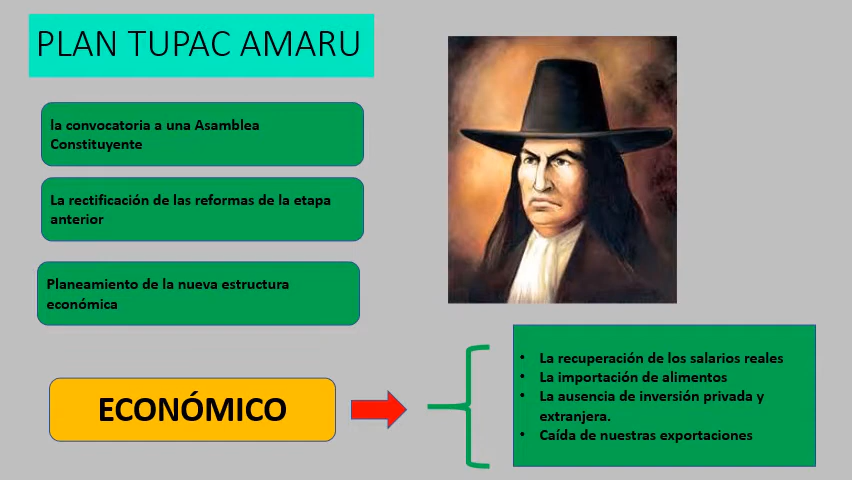 PLAN TUPAC AMARU
la convocatoria a una Asamblea
Constituyente
La rectificación de las reformas de la etapa
anterior
Planeamiento de la nueva estructura
económica
ECONÓMICO
• La recuperación de los salarios reales
• La importación de alimentos
• La ausencia de inversión privada y
extranjera.
• Caída de nuestras exportaciones